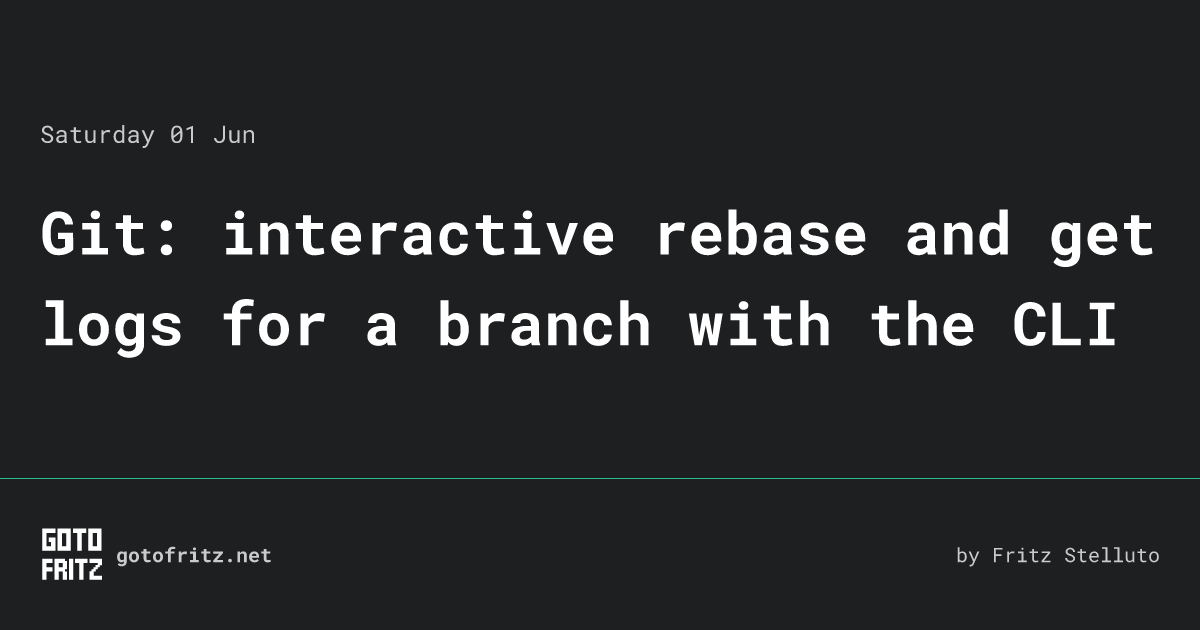 Saturday 01 Jun
Git: interactive rebase and get
logs for a branch with the CLI
GOTO
FRITZ
gotofritz.net
by Fritz Stelluto